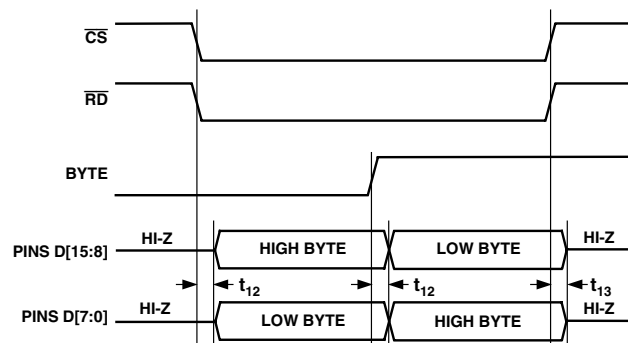 CS
RD
BYTE
PINS D[15:8] HI-Z HIGH BYTE LOW BYTE HI-Z
t12 t12 t13
PINS D[7:0] HI-Z LOW BYTE HIGH BYTE HI-Z